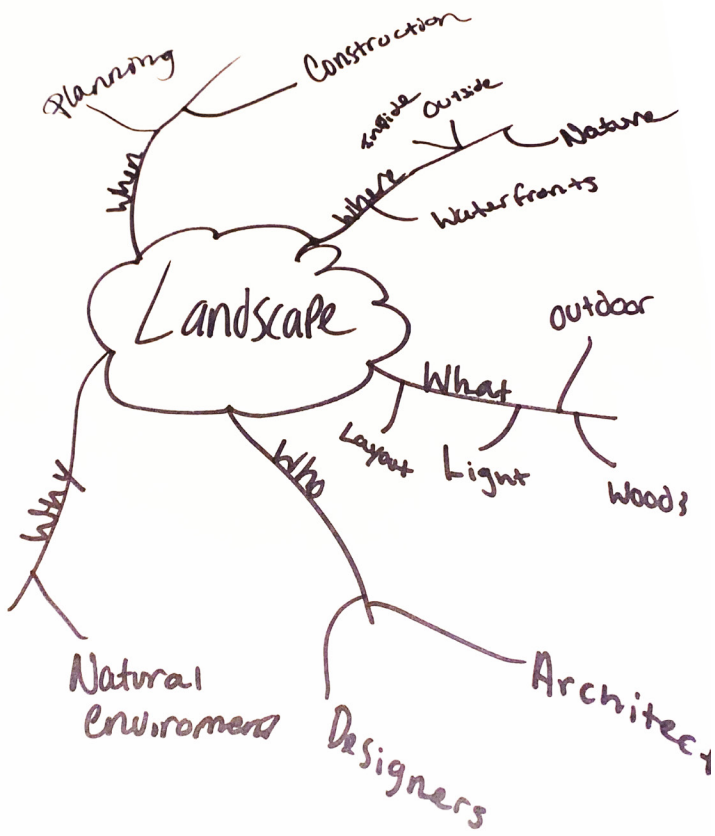 Planning
Construction
When
Inside
Outside
Nature
Where
Waterfronts
Landscape
Outdoor
What
Layout
Light
Woods
Who
Why
Natural
Designers
Architect